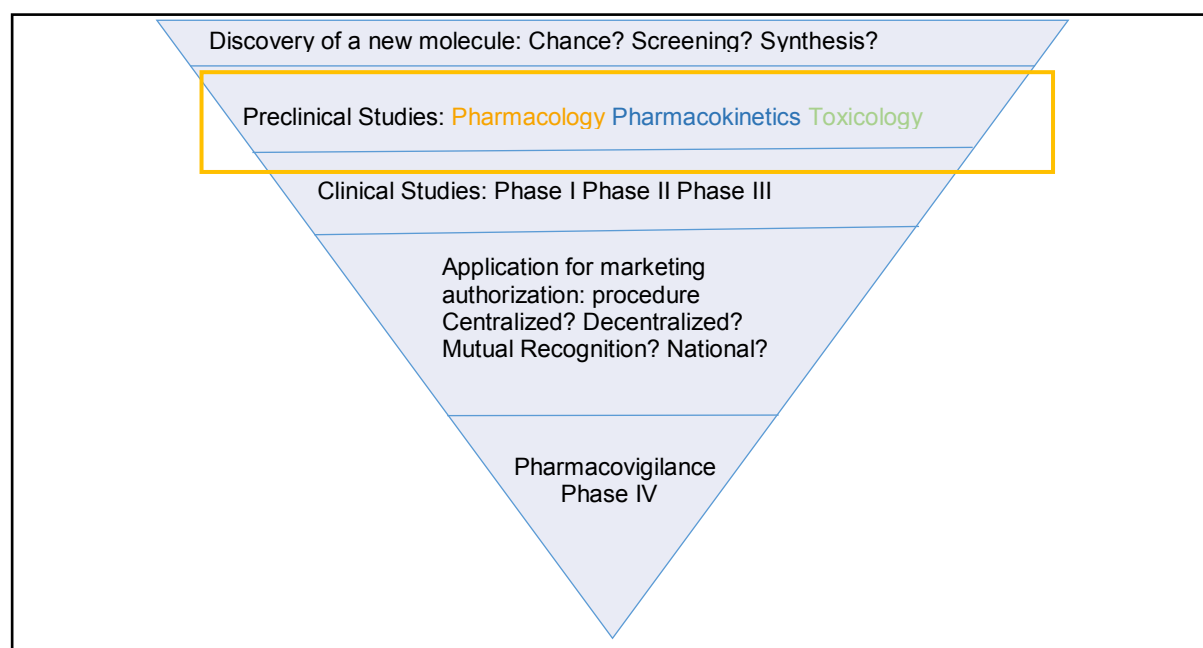 Discovery of a new molecule: Chance? Screening? Synthesis?
Preclinical Studies: Pharmacology Pharmacokinetics Toxicology
Clinical Studies: Phase I Phase II Phase III
Application for marketing
authorization: procedure
Centralized? Decentralized?
Mutual Recognition? National?
Pharmacovigilance
Phase IV